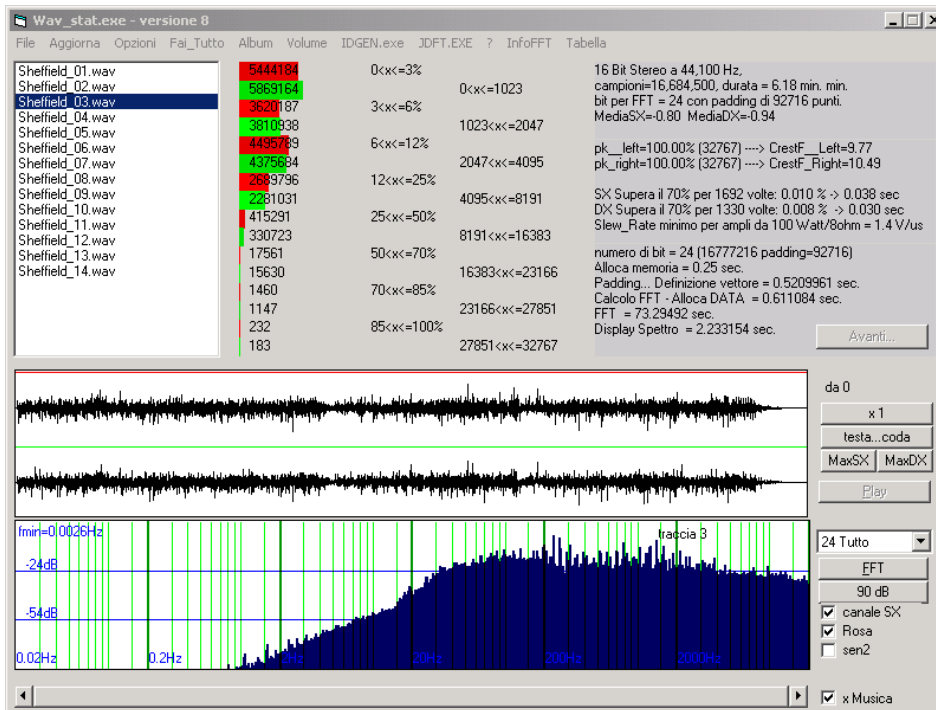 Wav_stat.exe - versione 8
File Aggiorna Opzioni Fai_Tutto Album Volume IDGEN.exe JDFT.EXE ? InfoFFT Tabella
Sheffield_01.wav
Sheffield_02.wav
Sheffield_03.wav
Sheffield_04.wav
Sheffield_05.wav
Sheffield_06.wav
Sheffield_07.wav
Sheffield_08.wav
Sheffield_09.wav
Sheffield_10.wav
Sheffield_11.wav
Sheffield_12.wav
Sheffield_13.wav
Sheffield_14.wav
5444184 0<x<=3%
5869164 0<x<=1023
3620187 3<x<=6%
3810938 1023<x<=2047
4495789 6<x<=12%
4375684 2047<x<=4095
2689796 12<x<=25%
2281031 4095<x<=8191
415291 25<x<=50%
330723 8191<x<=16383
17561 50<x<=70%
15630 16383<x<=23166
1460 70<x<=85%
1147 23166<x<=27851
232 85<x<=100%
183 27851<x<=32767
16 Bit Stereo a 44,100 Hz,
campioni=16,684,500, durata = 6.18 min. min.
bit per FFT = 24 con padding di 92716 punti.
MediaSX=-0.80 MediaDX=-0.94
pk__left=100.00% (32767) ---> CrestF__Left=9.77
pk_right=100.00% (32767) ---> CrestF_Right=10.49
SX Supera il 70% per 1692 volte: 0.010 % -> 0.038 sec
DX Supera il 70% per 1330 volte: 0.008 % -> 0.030 sec
Slew_Rate minimo per ampli da 100 Watt/8ohm = 1.4 V/us
numero di bit = 24 (16777216 padding=92716)
Alloca memoria = 0.25 sec.
Padding... Definizione vettore = 0.5209961 sec.
Calcolo FFT - Alloca DATA = 0.611084 sec.
FFT = 73.29492 sec.
Display Spettro = 2.233154 sec.
Avanti...
da 0
x 1
testa...coda
MaxSX MaxDX
Play
fmin=0.0026Hz
traccia 3
-24dB
-54dB
0.02Hz 0.2Hz 2Hz 20Hz 200Hz 2000Hz
24 Tutto
FFT
90 dB
canale SX
Rosa
sen2
x Musica